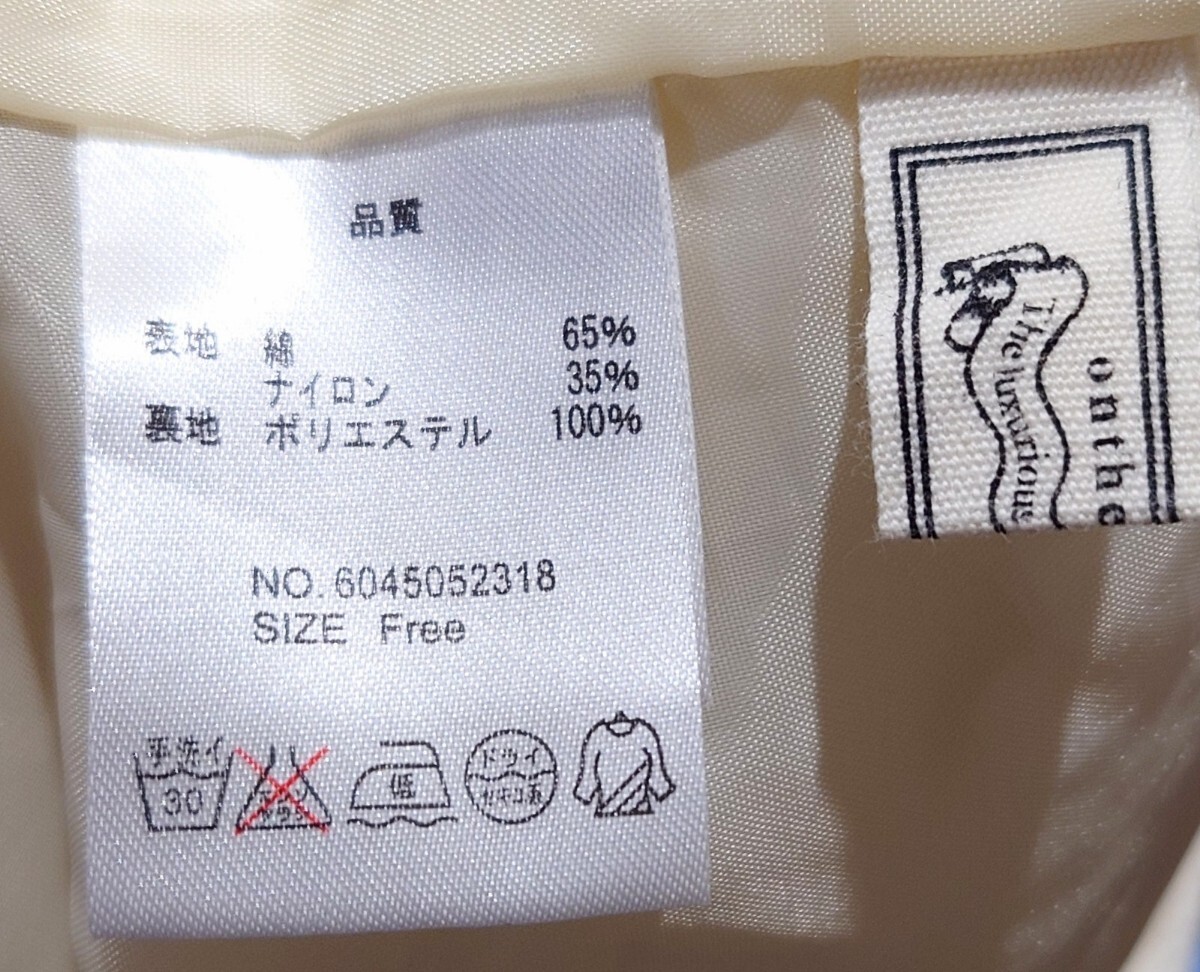 品質
表地 綿 65%
ナイロン 35%
裏地 ポリエステル 100%
NO. 6045052318
SIZE Free
手洗イ
30
低
ドライ
セキユ系
onthe
The luxurious